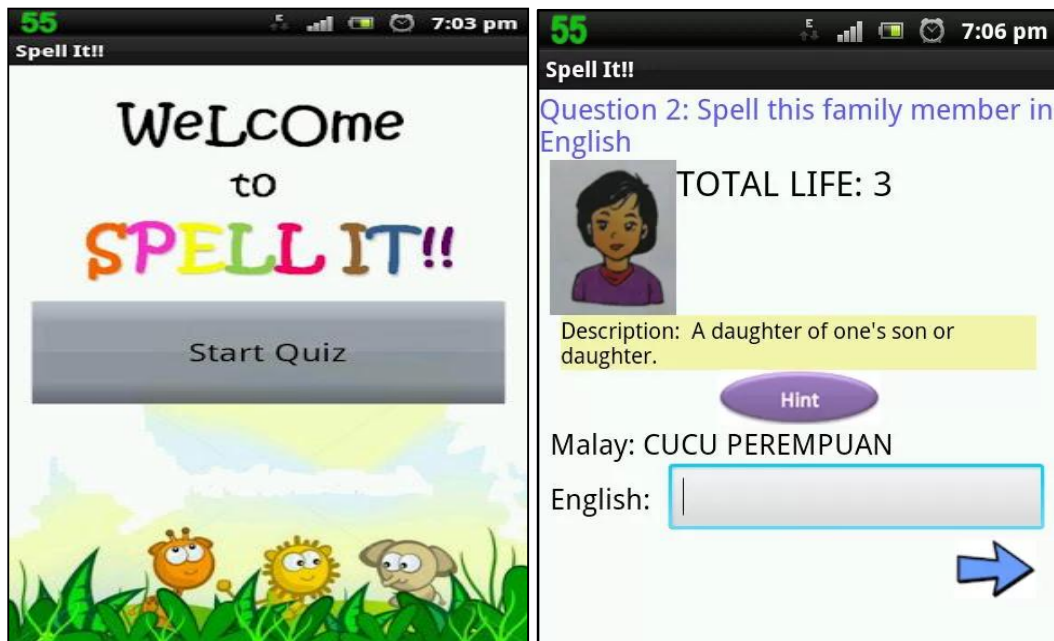 55 7:03 pm
Spell It!!
WeLcOme
to
SPELL IT!!
Start Quiz
55 E 7:06 pm
Spell It!!
Question 2: Spell this family member in
English
TOTAL LIFE: 3
Description: A daughter of one's son or
daughter.
Hint
Malay: CUCU PEREMPUAN
English: